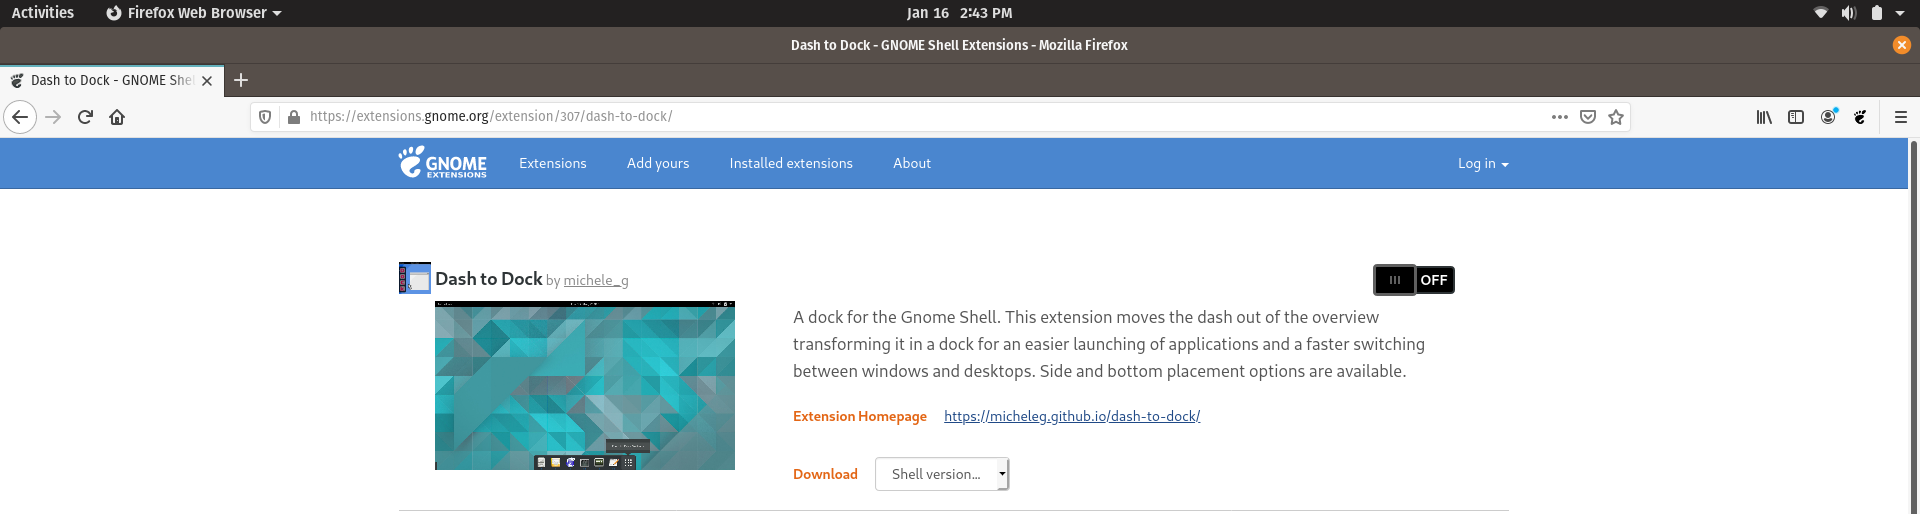 Activities Firefox Web Browser Jan 16 2:43 PM
Dash to Dock - GNOME Shell Extensions - Mozilla Firefox
Dash to Dock - GNOME She
https://extensions.gnome.org/extension/307/dash-to-dock/
GNOME EXTENSIONS Extensions Add yours Installed extensions About Log in
Dash to Dock by michele_g OFF
A dock for the Gnome Shell. This extension moves the dash out of the overview
transforming it in a dock for an easier launching of applications and a faster switching
between windows and desktops. Side and bottom placement options are available.
Extension Homepage https://micheleg.github.io/dash-to-dock/
Download Shell version...